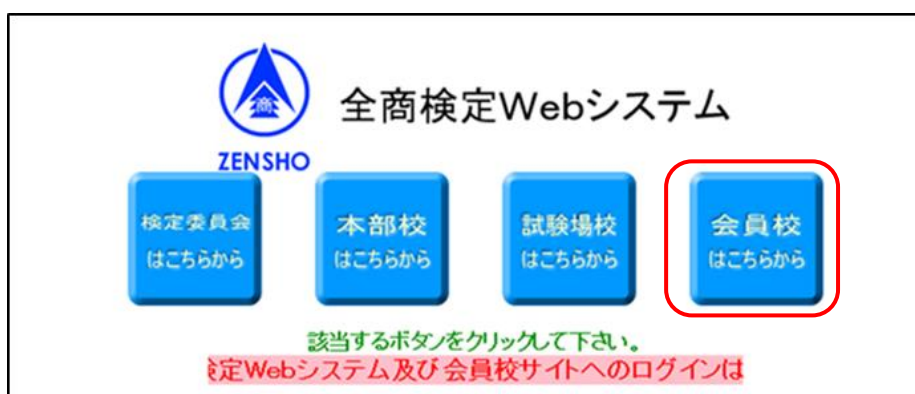 商
ZENSHO
全商検定Webシステム
検定委員会
はこちらから
本部校
はこちらから
試験場校
はこちらから
会員校
はこちらから
該当するボタンをクリックして下さい。
定Webシステム及び会員校サイトへのログインは